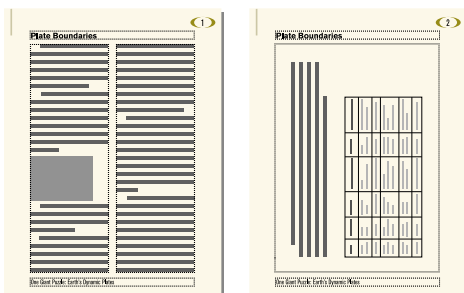 1
Plate Boundaries
One Giant Puzzle: Earth's Dynamic Plates
2
Plate Boundaries
One Giant Puzzle: Earth's Dynamic Plates